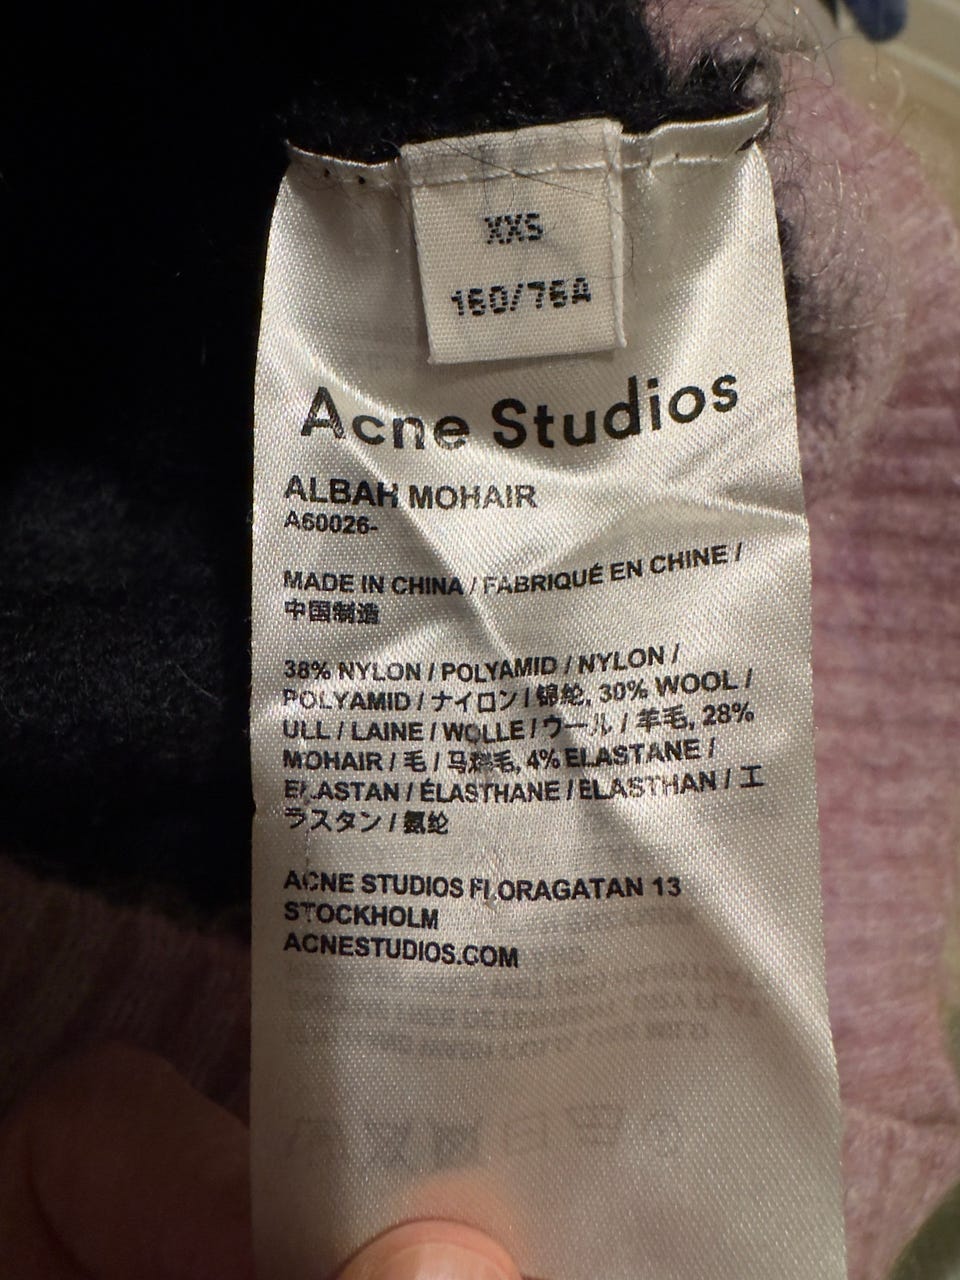 XXS
160/76A
Acne Studios
ALBAH MOHAIR
A60026-
MADE IN CHINA / FABRIQUÉ EN CHINE /
中国制造
38% NYLON / POLYAMID / NYLON /
POLYAMID / ナイロン / 锦纶, 30% WOOL /
ULL / LAINE / WOLLE / ウール / 羊毛, 28%
MOHAIR / 毛 / 马海毛, 4% ELASTANE /
ELASTAN / ÉLASTHANE / ELASTHAN / エ
ラスタン / 氨纶
ACNE STUDIOS FLORAGATAN 13
STOCKHOLM
ACNESTUDIOS.COM